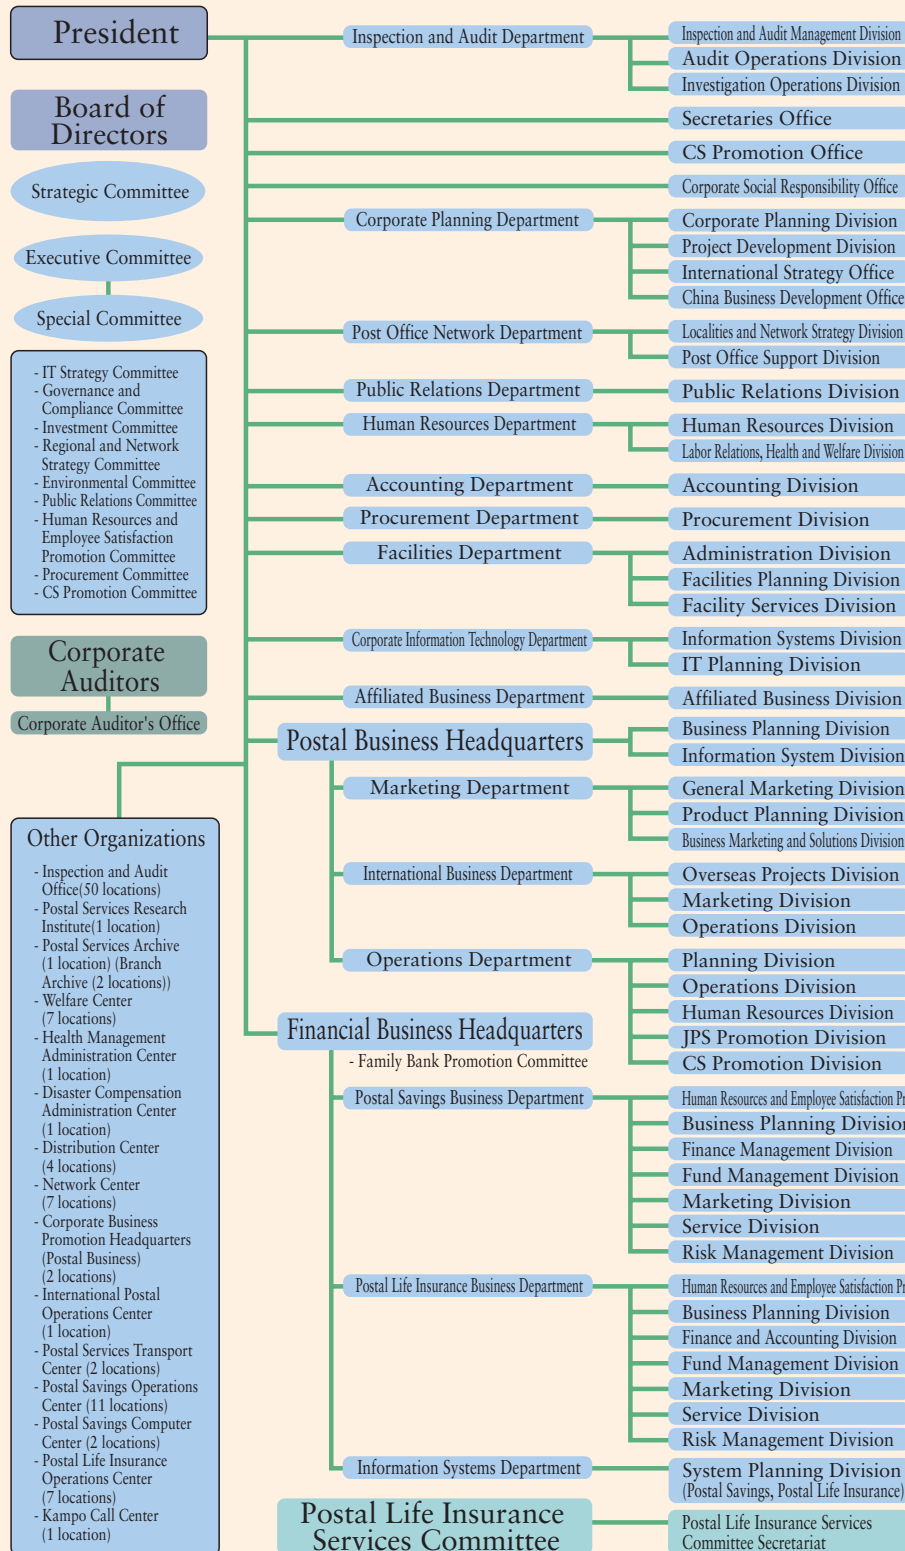 President
Board of
Directors
Strategic Committee
Executive Committee
Special Committee
- IT Strategy Committee
- Governance and
Compliance Committee
- Investment Committee
- Regional and Network
Strategy Committee
- Environmental Committee
- Public Relations Committee
- Human Resources and
Employee Satisfaction
Promotion Committee
- Procurement Committee
- CS Promotion Committee
Corporate
Auditors
Corporate Auditor's Office
Other Organizations
- Inspection and Audit
Office(50 locations)
- Postal Services Research
Institute(1 location)
- Postal Services Archive
(1 location) (Branch
Archive (2 locations))
- Welfare Center
(7 locations)
- Health Management
Administration Center
(1 location)
- Disaster Compensation
Administration Center
(1 location)
- Distribution Center
(4 locations)
- Network Center
(7 locations)
- Corporate Business
Promotion Headquarters
(Postal Business)
(2 locations)
- International Postal
Operations Center
(1 location)
- Postal Services Transport
Center (2 locations)
- Postal Savings Operations
Center (11 locations)
- Postal Savings Computer
Center (2 locations)
- Postal Life Insurance
Operations Center
(7 locations)
- Kampo Call Center
(1 location)
Inspection and Audit Department
Inspection and Audit Management Division
Audit Operations Division
Investigation Operations Division
Secretaries Office
CS Promotion Office
Corporate Social Responsibility Office
Corporate Planning Department
Corporate Planning Division
Project Development Division
International Strategy Office
China Business Development Office
Post Office Network Department
Localities and Network Strategy Division
Post Office Support Division
Public Relations Department
Public Relations Division
Human Resources Department
Human Resources Division
Labor Relations, Health and Welfare Division
Accounting Department
Accounting Division
Procurement Department
Procurement Division
Facilities Department
Administration Division
Facilities Planning Division
Facility Services Division
Corporate Information Technology Department
Information Systems Division
IT Planning Division
Affiliated Business Department
Affiliated Business Division
Postal Business Headquarters
Business Planning Division
Information System Division
Marketing Department
General Marketing Division
Product Planning Division
Business Marketing and Solutions Division
International Business Department
Overseas Projects Division
Marketing Division
Operations Division
Operations Department
Planning Division
Operations Division
Human Resources Division
JPS Promotion Division
CS Promotion Division
Financial Business Headquarters
- Family Bank Promotion Committee
Postal Savings Business Department
Human Resources and Employee Satisfaction
Business Planning Division
Finance Management Division
Fund Management Division
Marketing Division
Service Division
Risk Management Division
Postal Life Insurance Business Department
Human Resources and Employee Satisfaction
Business Planning Division
Finance and Accounting Division
Fund Management Division
Marketing Division
Service Division
Risk Management Division
Information Systems Department
System Planning Division
(Postal Savings, Postal Life Insurance)
Postal Life Insurance
Services Committee
Postal Life Insurance Services
Committee Secretariat